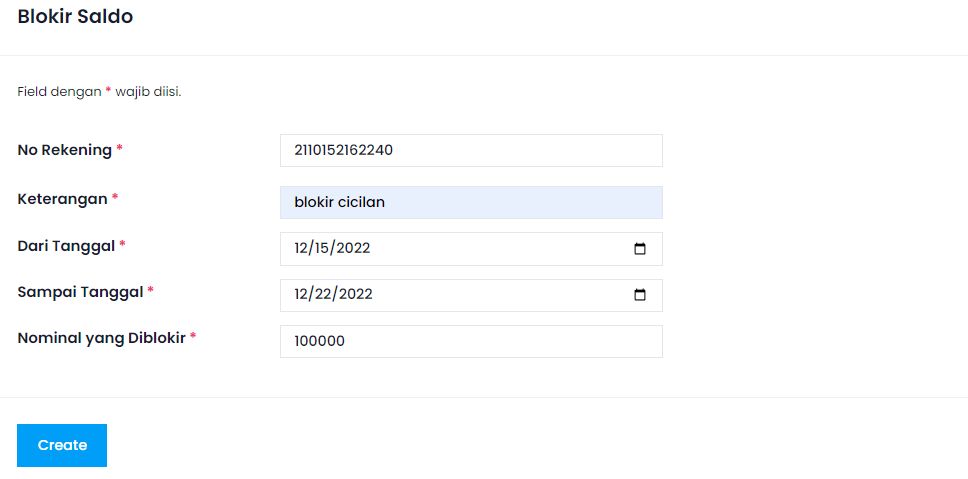 Blokir Saldo
Field dengan * wajib diisi.
No Rekening * 2110152162240
Keterangan * blokir cicilan
Dari Tanggal * 12/15/2022
Sampai Tanggal * 12/22/2022
Nominal yang Diblokir * 100000
Create